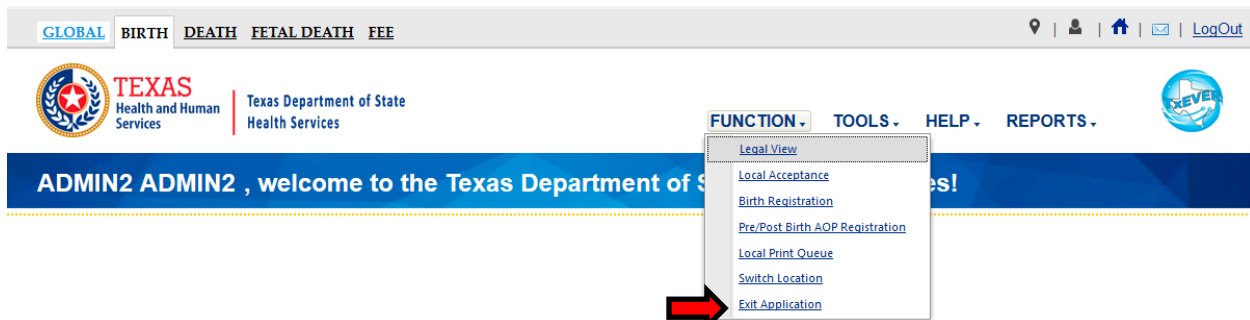 GLOBAL BIRTH DEATH FETAL DEATH FEE
| | | | LogOut
TEXAS
Health and Human
Services
Texas Department of State
Health Services
TxEVER
FUNCTION TOOLS HELP REPORTS
Legal View
ADMIN2 ADMIN2 , welcome to the Texas Department of S es!
Local Acceptance
Birth Registration
Pre/Post Birth AOP Registration
Local Print Queue
Switch Location
Exit Application